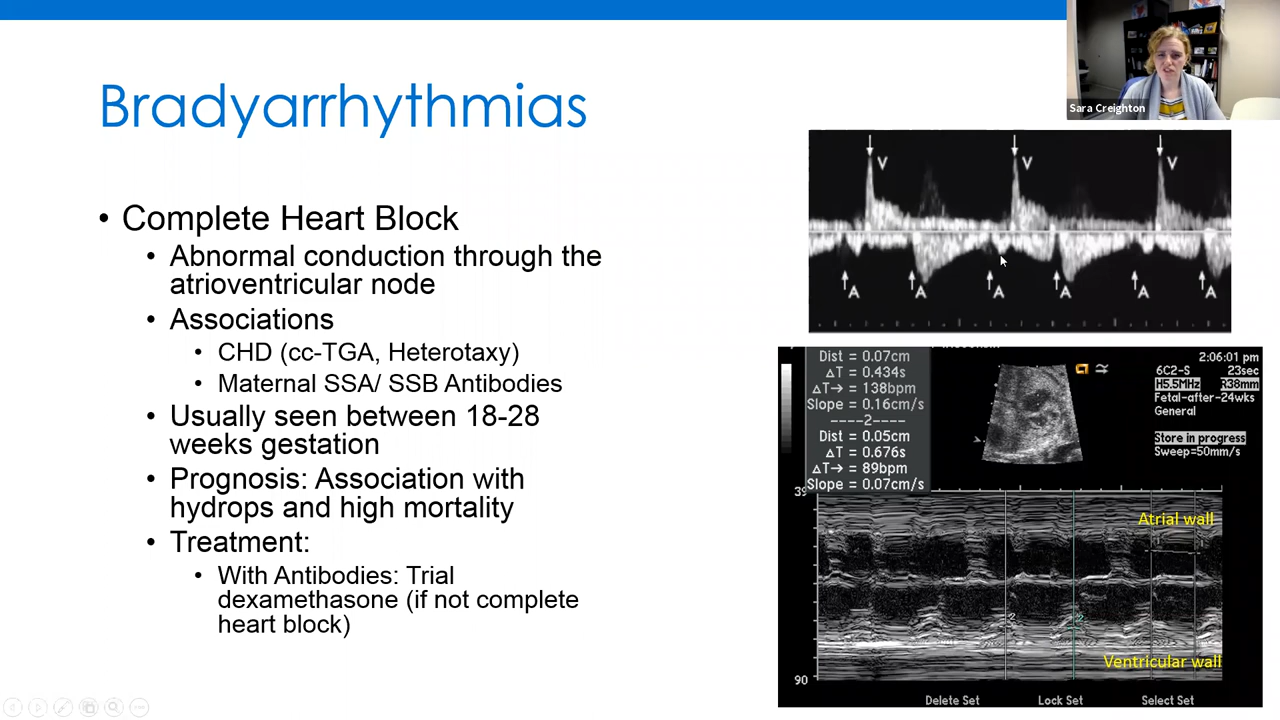 Sara Creighton
Bradyarrhythmias
• Complete Heart Block
• Abnormal conduction through the
atrioventricular node
• Associations
• CHD (cc-TGA, Heterotaxy)
• Maternal SSA/ SSB Antibodies
• Usually seen between 18-28
weeks gestation
• Prognosis: Association with
hydrops and high mortality
• Treatment:
• With Antibodies: Trial
dexamethasone (if not complete
heart block)
V V V
A A A A A A
Dist = 0.07cm
ΔT = 0.434s
ΔT→ = 138bpm
Slope = 0.16cm/s
----2----
Dist = 0.05cm
ΔT = 0.676s
ΔT→ = 89bpm
Slope = 0.07cm/s
2:06:01 pm
6C2-S 23sec
H5.5MHz R38mm
Fetal-after-24wks
General
Store in progress
Sweep=50mm/s
39
Atrial wall
2 2
Ventricular wall
90
Delete Set Lock Set Select Set